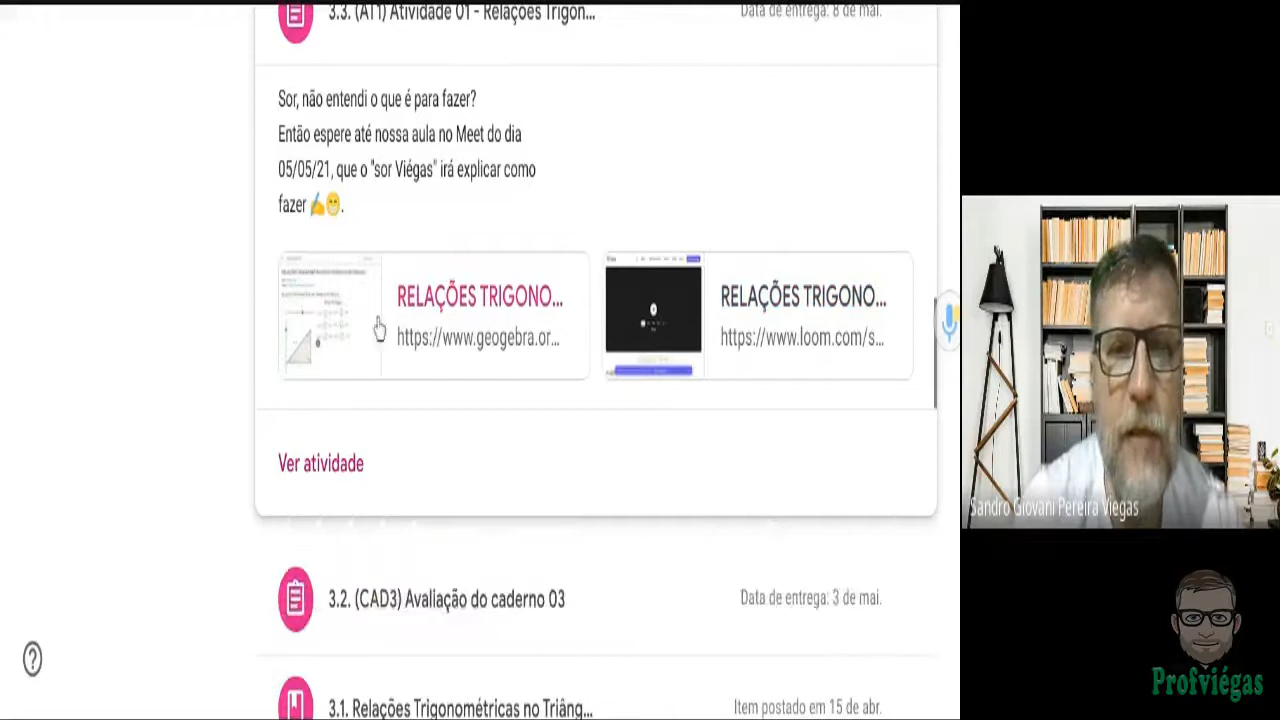 3.3. (AT1) Atividade 01 - Relações Trigon...
Data de entrega: 8 de mai.
Sor, não entendi o que é para fazer?
Então espere até nossa aula no Meet do dia
05/05/21, que o "sor Viégas" irá explicar como
fazer ✍😁.
RELAÇÕES TRIGONO...
https://www.geogebra.or...
RELAÇÕES TRIGONO...
https://www.loom.com/s...
Ver atividade
3.2. (CAD3) Avaliação do caderno 03
Data de entrega: 3 de mai.
3.1. Relações Trigonométricas no Triâng...
Item postado em 15 de abr.
Sandro Giovani Pereira Viegas
Profviégas